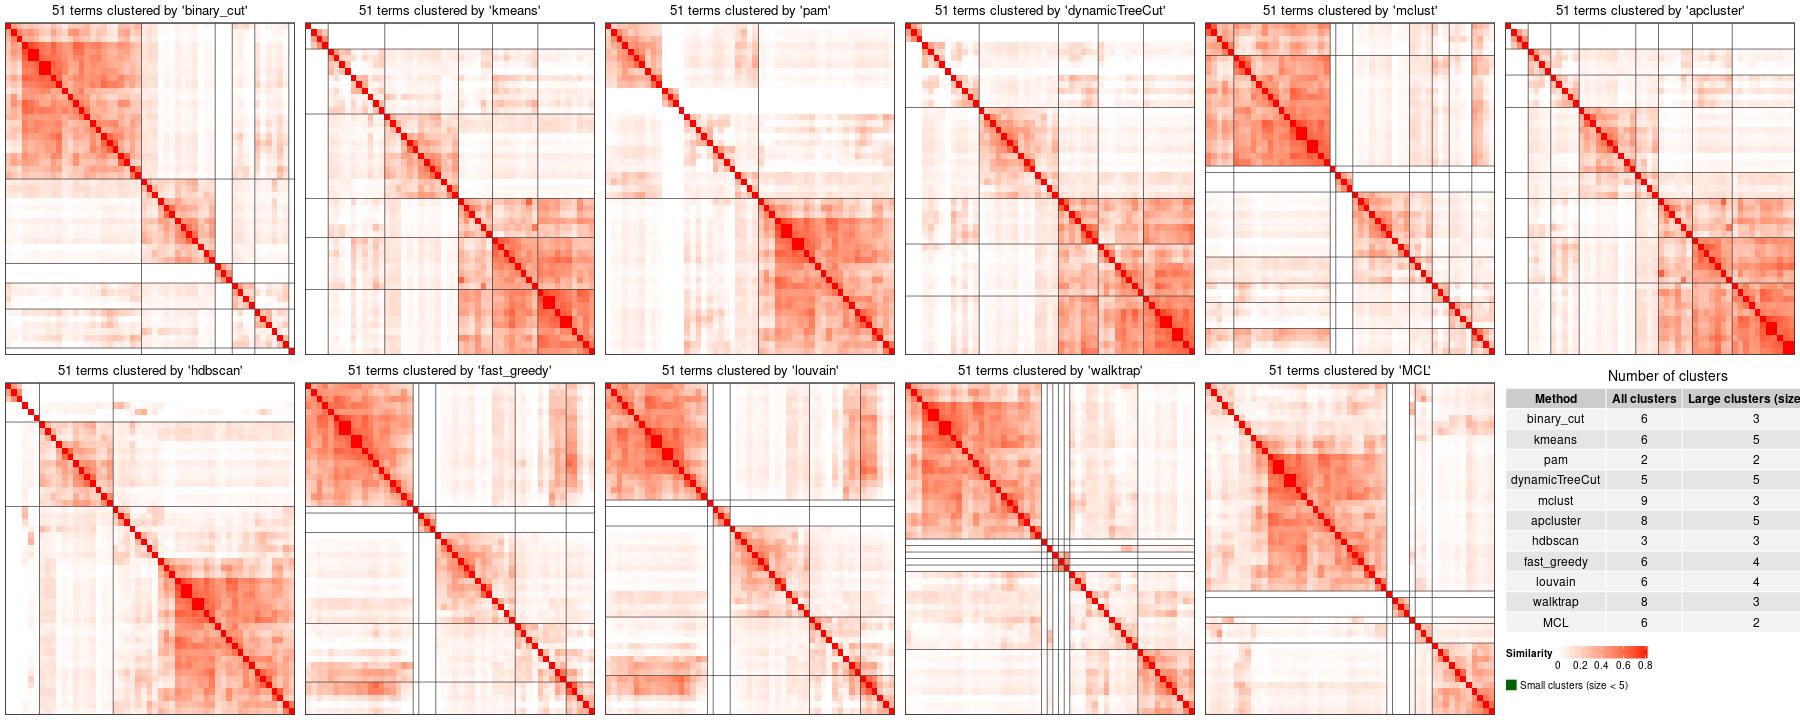 51 terms clustered by 'binary_cut'
51 terms clustered by 'kmeans'
51 terms clustered by 'pam'
51 terms clustered by 'dynamicTreeCut'
51 terms clustered by 'mclust'
51 terms clustered by 'apcluster'
51 terms clustered by 'hdbscan'
51 terms clustered by 'fast_greedy'
51 terms clustered by 'louvain'
51 terms clustered by 'walktrap'
51 terms clustered by 'MCL'
Number of clusters
Method All clusters Large clusters (size
binary_cut 6 3
kmeans 6 5
pam 2 2
dynamicTreeCut 5 5
mclust 9 3
apcluster 8 5
hdbscan 3 3
fast_greedy 6 4
louvain 6 4
walktrap 8 3
MCL 6 2
Similarity
0 0.2 0.4 0.6 0.8
Small clusters (size < 5)